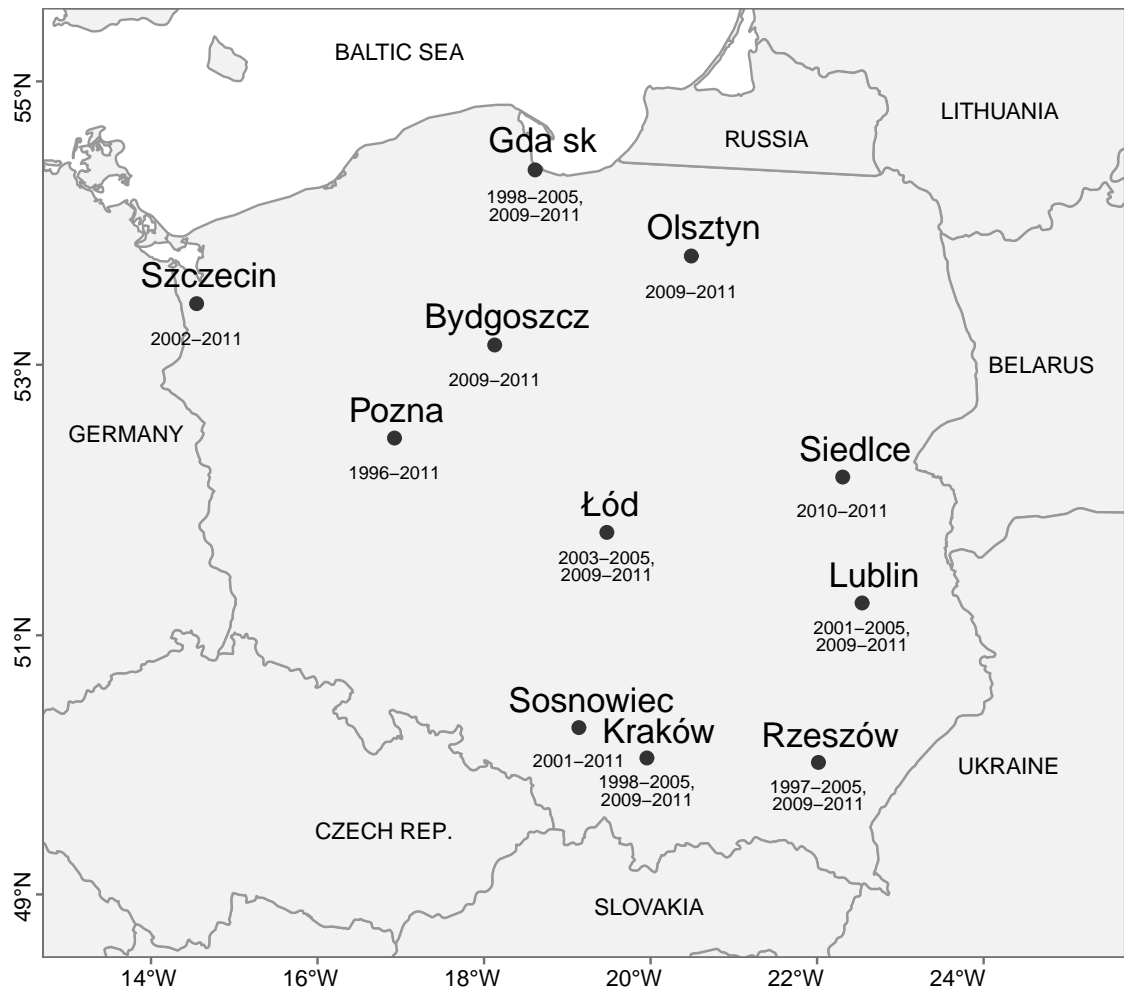 BALTIC SEA
LITHUANIA
RUSSIA
Gda sk
1998–2005,
2009–2011
Olsztyn
2009–2011
Szczecin
2002–2011
Bydgoszcz
2009–2011
BELARUS
GERMANY
Pozna
1996–2011
Siedlce
2010–2011
Łód
2003–2005,
2009–2011
Lublin
2001–2005,
2009–2011
Sosnowiec
2001–2011
Kraków
1998–2005,
2009–2011
Rzeszów
1997–2005,
2009–2011
UKRAINE
CZECH REP.
SLOVAKIA
55°N
53°N
51°N
49°N
14°W
16°W
18°W
20°W
22°W
24°W